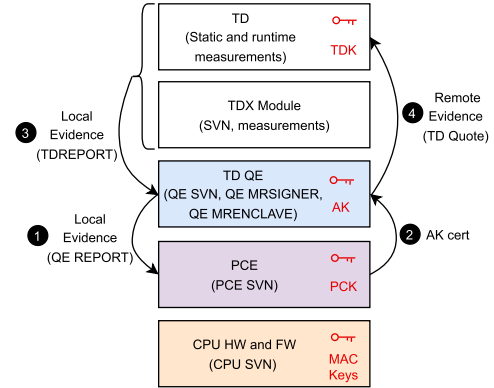 TD
(Static and runtime
measurements)
TDK
TDX Module
(SVN, measurements)
3
Local
Evidence
(TDREPORT)
4
Remote
Evidence
(TD Quote)
TD QE
(QE SVN, QE MRSIGNER,
QE MRENCLAVE)
AK
1
Local
Evidence
(QE REPORT)
2
AK cert
PCE
(PCE SVN)
PCK
CPU HW and FW
(CPU SVN)
MAC
Keys